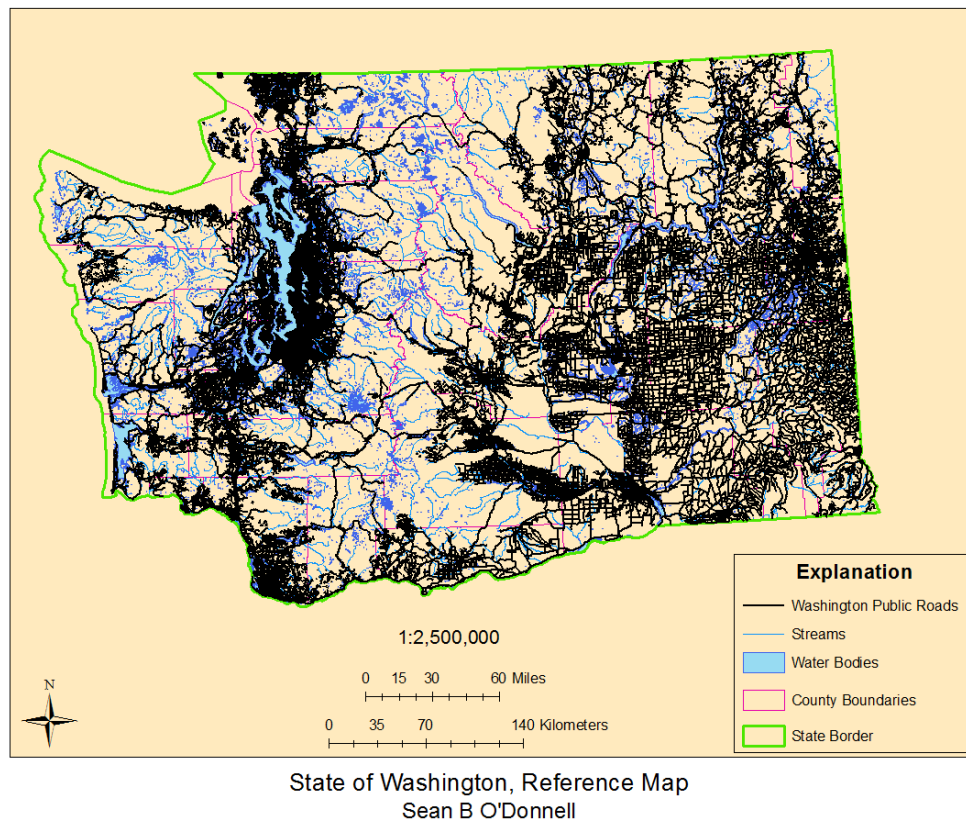 Explanation
Washington Public Roads
Streams
Water Bodies
County Boundaries
State Border
1:2,500,000
0 15 30 60 Miles
0 35 70 140 Kilometers
N
State of Washington, Reference Map
Sean B O'Donnell